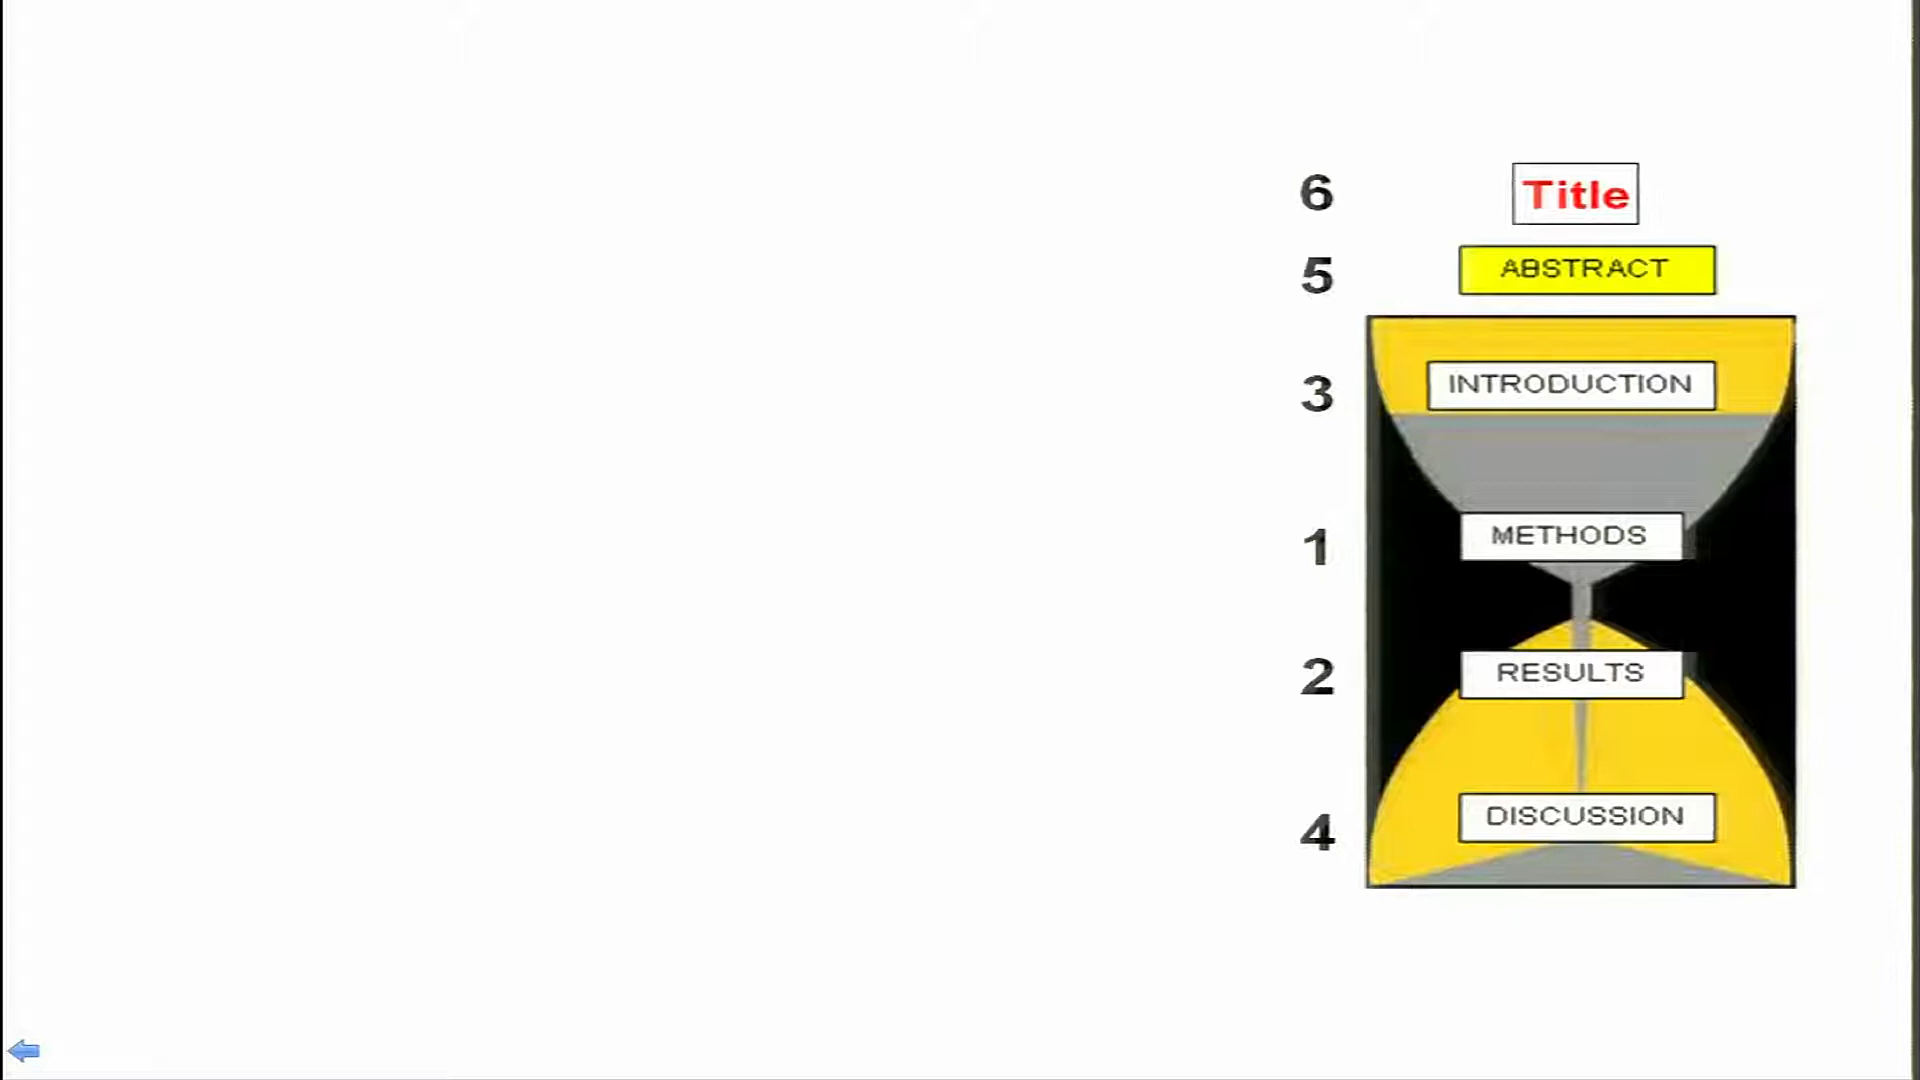 6 Title
5 ABSTRACT
3 INTRODUCTION
1 METHODS
2 RESULTS
4 DISCUSSION